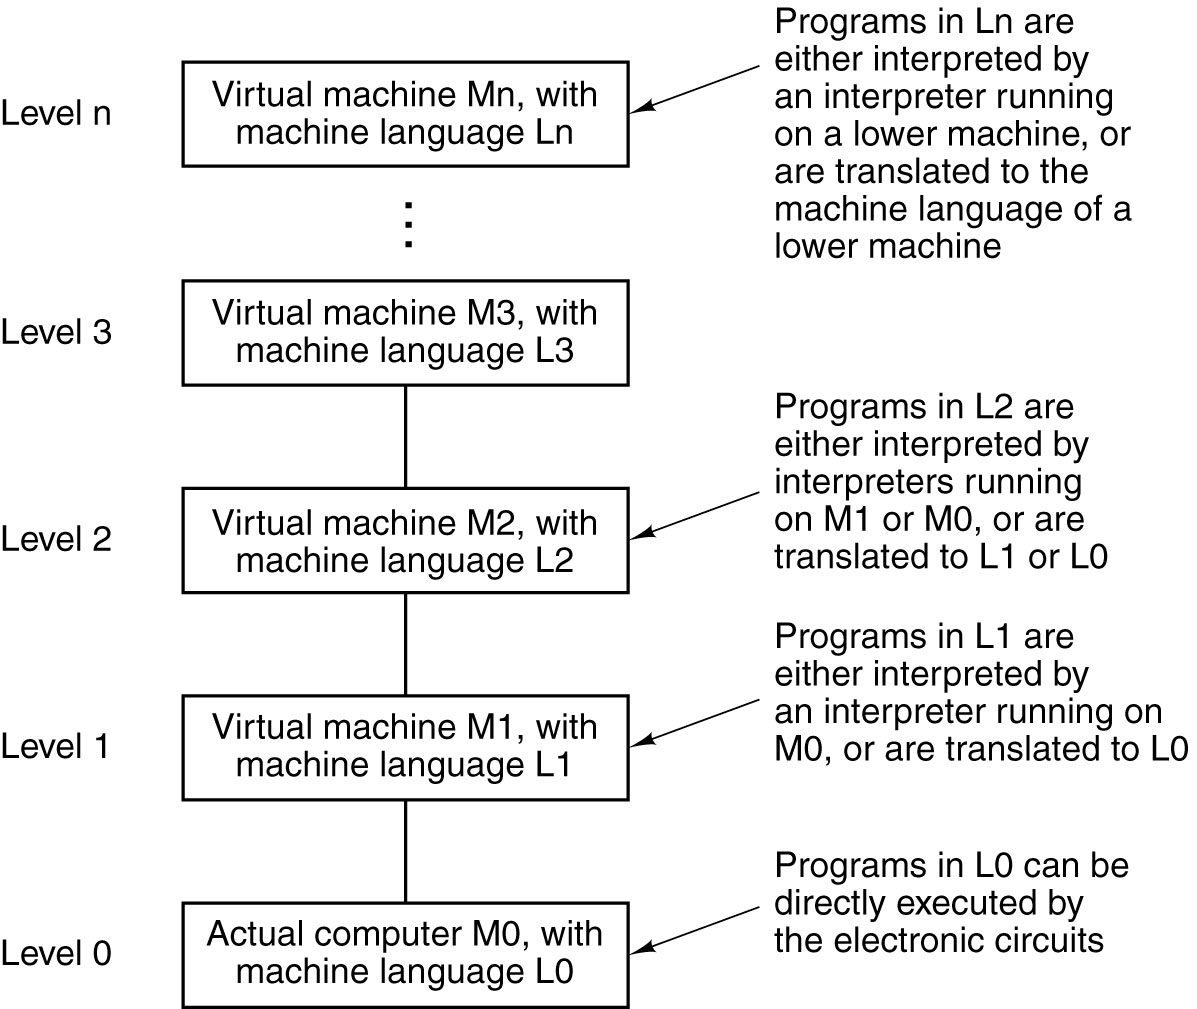 Programs in Ln are
either interpreted by
an interpreter running
on a lower machine, or
are translated to the
machine language of a
lower machine
Level n
Virtual machine Mn, with
machine language Ln
Level 3
Virtual machine M3, with
machine language L3
Programs in L2 are
either interpreted by
interpreters running
on M1 or M0, or are
translated to L1 or L0
Level 2
Virtual machine M2, with
machine language L2
Programs in L1 are
either interpreted by
an interpreter running on
M0, or are translated to L0
Level 1
Virtual machine M1, with
machine language L1
Programs in L0 can be
directly executed by
the electronic circuits
Level 0
Actual computer M0, with
machine language L0